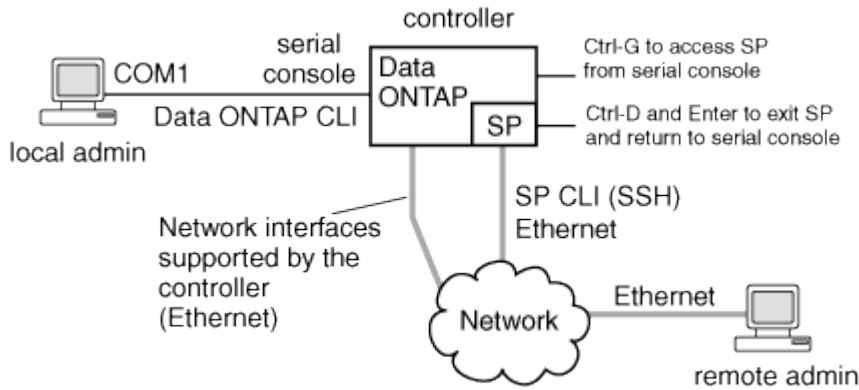 controller
serial
console
COM1
Data ONTAP CLI
local admin
Data
ONTAP
SP
Ctrl-G to access SP
from serial console
Ctrl-D and Enter to exit SP
and return to serial console
Network interfaces
supported by the
controller
(Ethernet)
SP CLI (SSH)
Ethernet
Network
Ethernet
remote admin